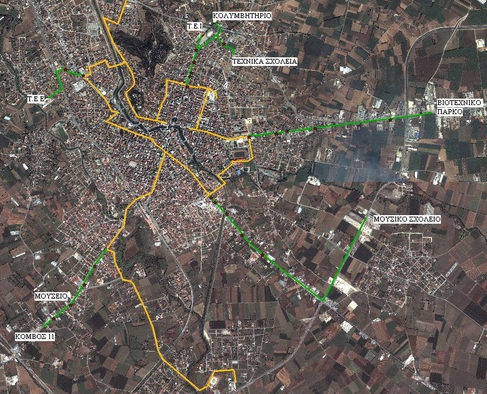 ΚΟΛΥΜΒΗΤΗΡΙΟ
Τ.Ε.Ι.
ΤΕΧΝΙΚΑ ΣΧΟΛΕΙΑ
Τ.Ε.Ε.
ΒΙΟΤΕΧΝΙΚΟ
ΠΑΡΚΟ
ΜΟΥΣΙΚΟ ΣΧΟΛΕΙΟ
ΜΟΥΣΕΙΟ
ΚΟΜΒΟΣ 11